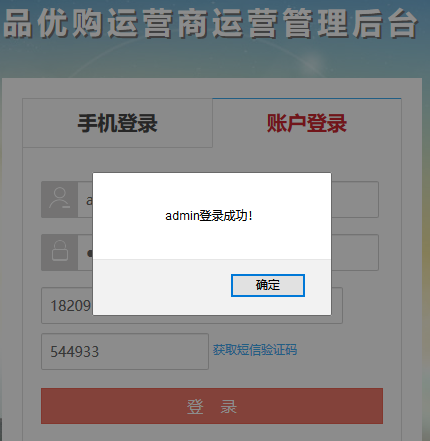 品优购运营商运营管理后台
手机登录
账户登录
a
admin登录成功!
确定
18209
544933
获取短信验证码
登 录